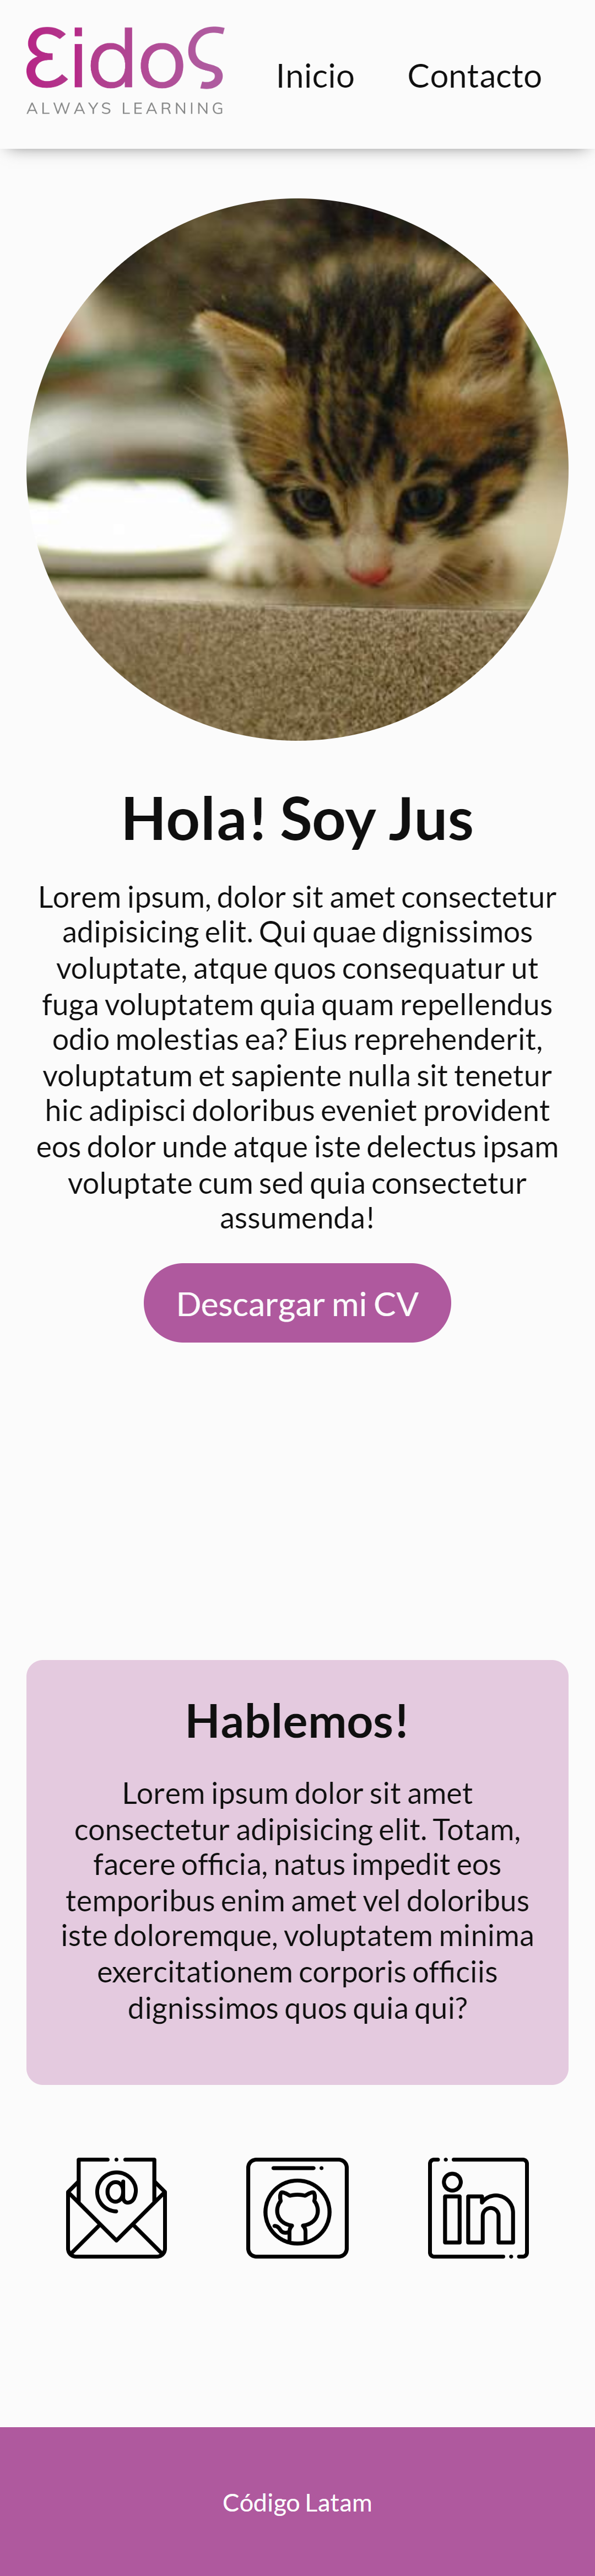 Eidos
ALWAYS LEARNING
Inicio
Contacto
Hola! Soy Jus
Lorem ipsum, dolor sit amet consectetur
adipisicing elit. Qui quae dignissimos
voluptate, atque quos consequatur ut
fuga voluptatem quia quam repellendus
odio molestias ea? Eius reprehenderit,
voluptatum et sapiente nulla sit tenetur
hic adipisci doloribus eveniet provident
eos dolor unde atque iste delectus ipsam
voluptate cum sed quia consectetur
assumenda!
Descargar mi CV
Hablemos!
Lorem ipsum dolor sit amet
consectetur adipisicing elit. Totam,
facere officia, natus impedit eos
temporibus enim amet vel doloribus
iste doloremque, voluptatem minima
exercitationem corporis officiis
dignissimos quos quia qui?
@
in
Código Latam